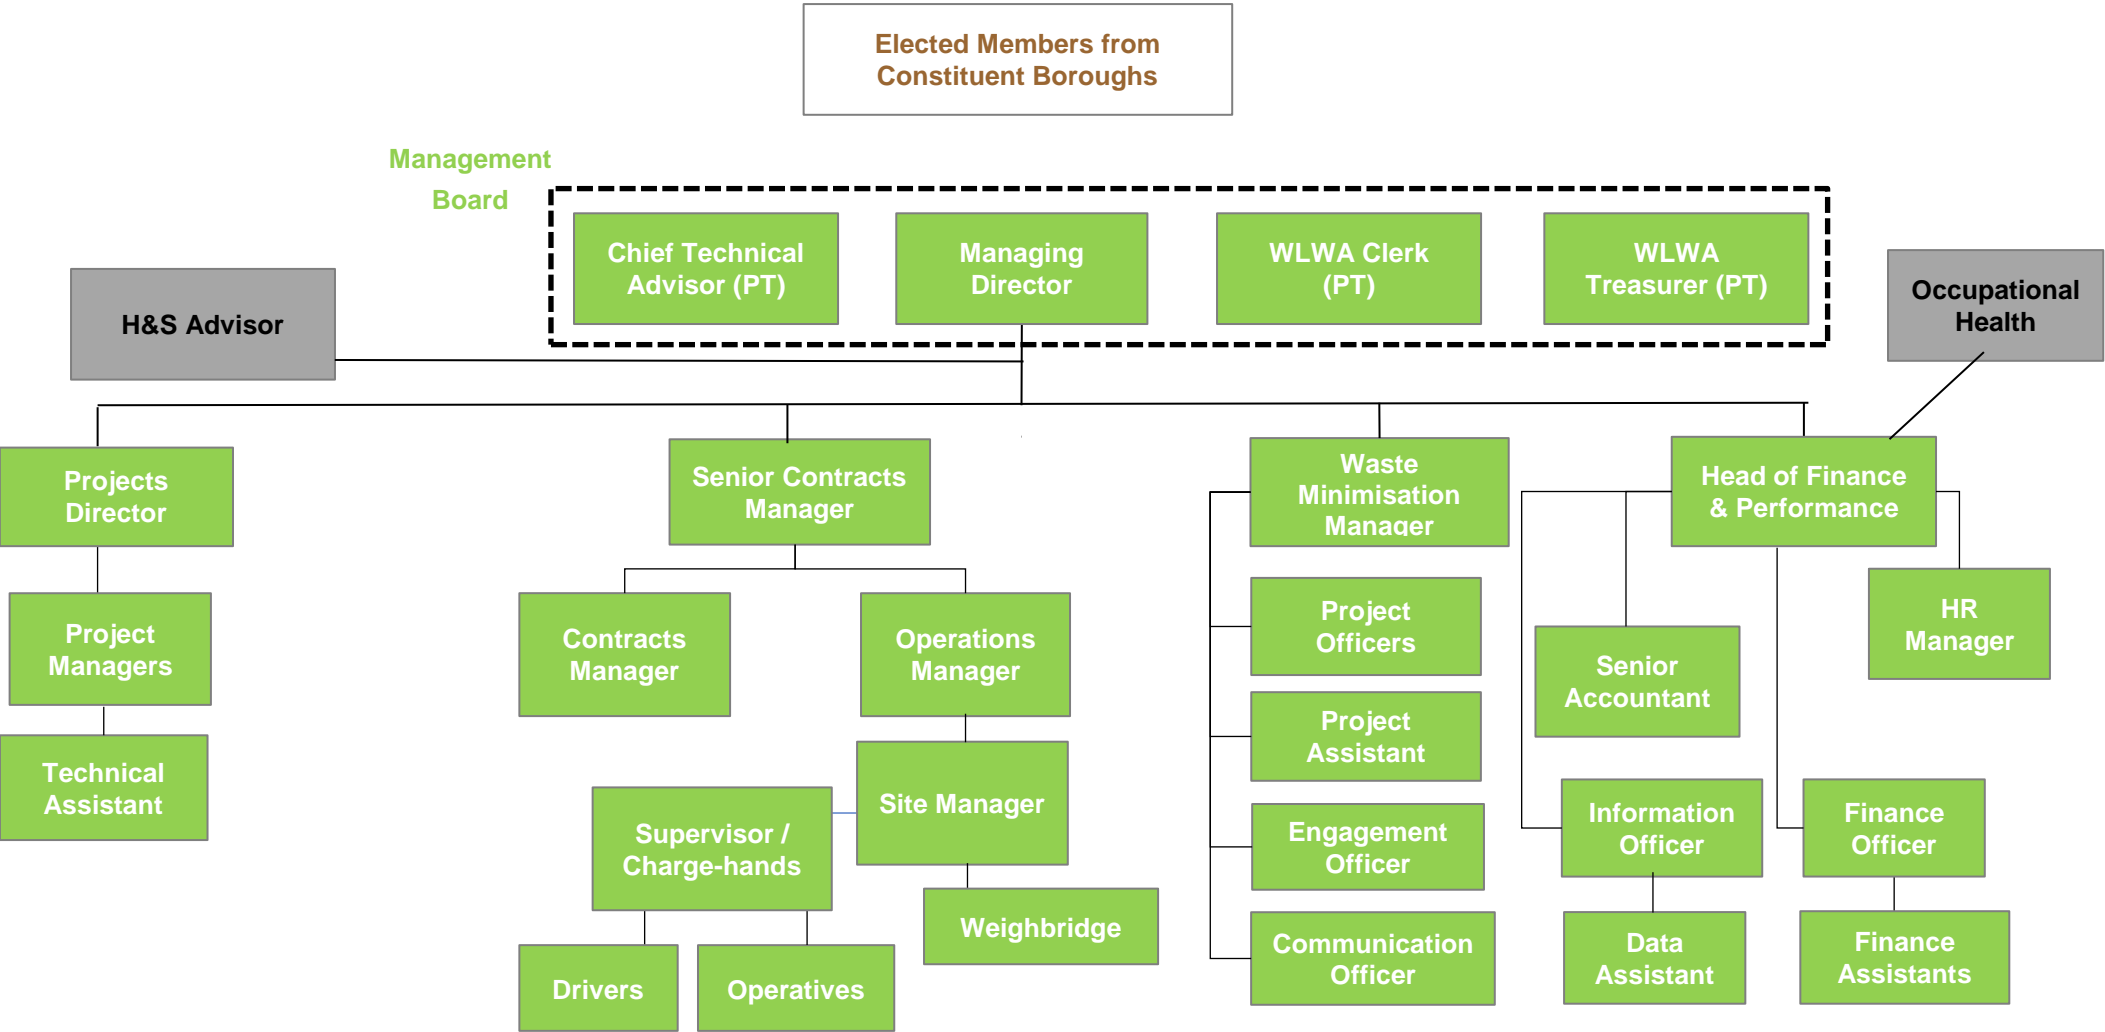 Elected Members from
Constituent Boroughs
Management
Board
Chief Technical
Advisor (PT)
Managing
Director
WLWA Clerk
(PT)
WLWA
Treasurer (PT)
H&S Advisor
Occupational
Health
Projects
Director
Senior Contracts
Manager
Waste
Minimisation
Manager
Head of Finance
& Performance
Project
Managers
Contracts
Manager
Operations
Manager
Project
Officers
Senior
Accountant
HR
Manager
Technical
Assistant
Supervisor /
Charge-hands
Site Manager
Project
Assistant
Engagement
Officer
Information
Officer
Finance
Officer
Drivers
Operatives
Weighbridge
Communication
Officer
Data
Assistant
Finance
Assistants